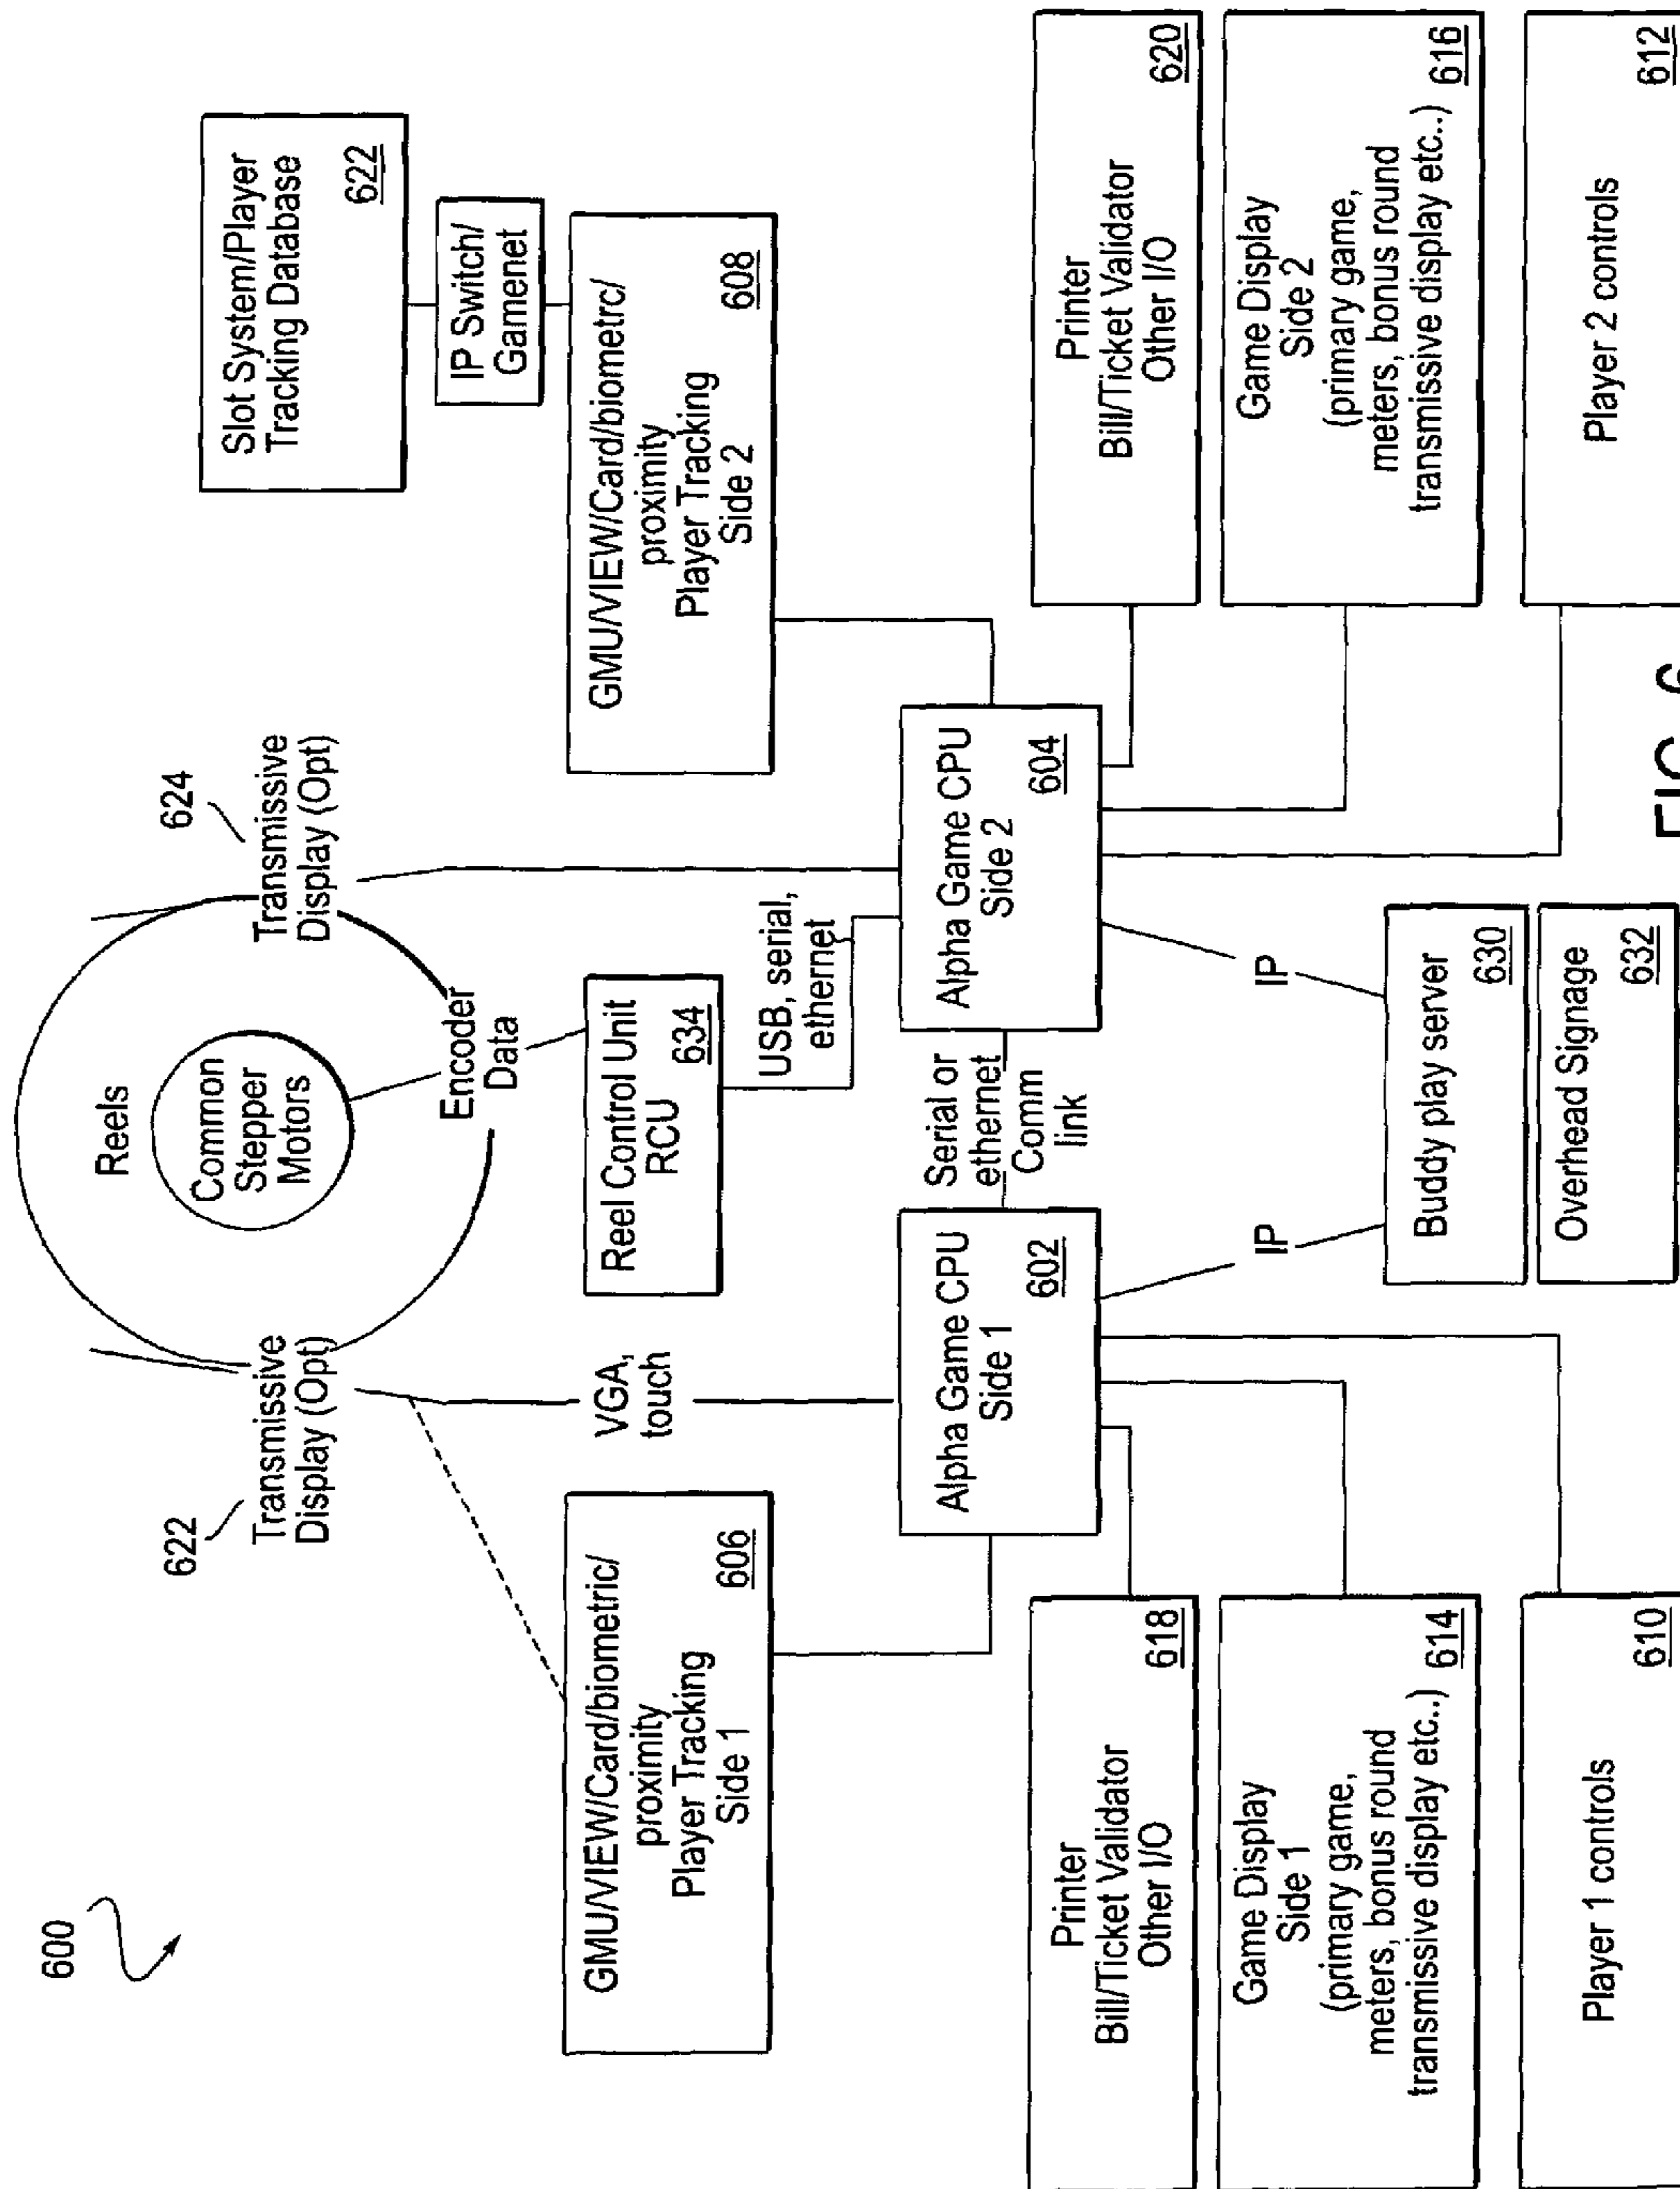 600
622
Transmissive
Display (Opt)
Reels
Common
Stepper
Motors
624
Transmissive
Display (Opt)
Encoder
Data
Slot System/Player
Tracking Database
622
IP Switch/
Gamenet
GMU/VIEW/Card/biometric/
proximity
Player Tracking
Side 1
606
VGA,
touch
Reel Control Unit
RCU
634
USB, serial,
ethernet
GMU/VIEW/Card/biometrc/
proximity
Player Tracking
Side 2
608
Alpha Game CPU
Side 1
602
Serial or
ethernet
Comm
link
Alpha Game CPU
Side 2
604
Printer
Bill/Ticket Validator
Other I/O
618
Game Display
Side 1
(primary game,
meters, bonus round
transmissive display etc..)
614
Player 1 controls
610
IP
IP
Buddy play server
630
Overhead Signage
632
Printer
Bill/Ticket Validator
Other I/O
620
Game Display
Side 2
(primary game,
meters, bonus round
transmissive display etc..)
616
Player 2 controls
612